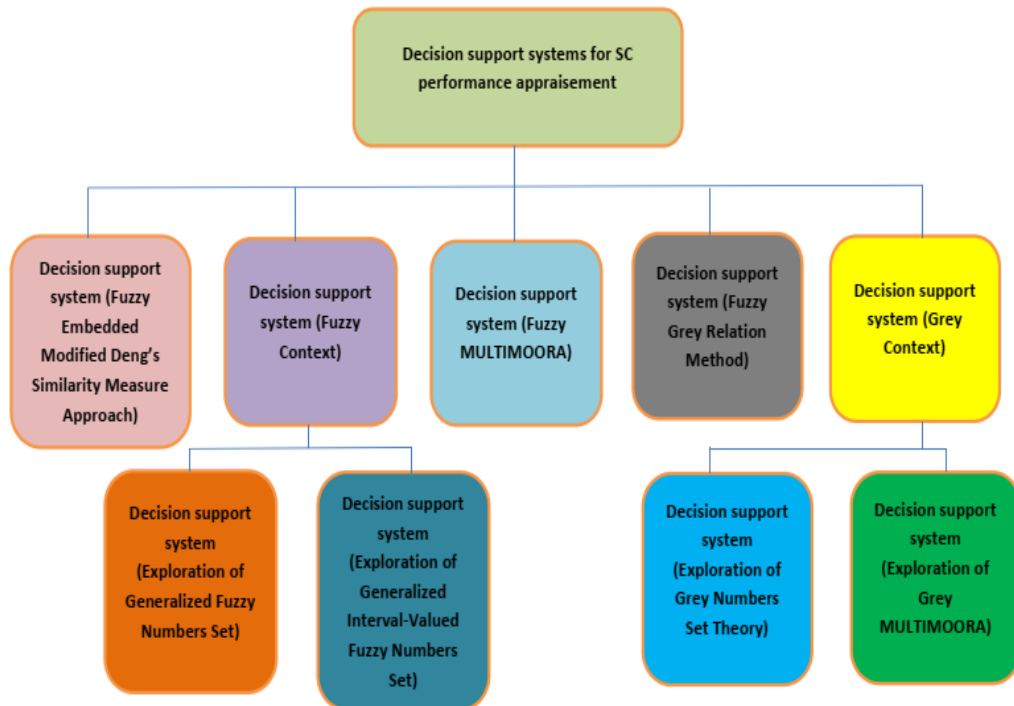 Decision support systems for SC
performance appraisement
Decision support
system (Fuzzy
Embedded
Modified Deng's
Similarity Measure
Approach)
Decision support
system (Fuzzy
Context)
Decision support
system (Fuzzy
MULTIMOORA)
Decision support
system (Fuzzy
Grey Relation
Method)
Decision support
system (Grey
Context)
Decision support
system
(Exploration of
Generalized Fuzzy
Numbers Set)
Decision support
system
(Exploration of
Generalized
Interval-Valued
Fuzzy Numbers
Set)
Decision support
system
(Exploration of
Grey Numbers
Set Theory)
Decision support
system
(Exploration of
Grey
MULTIMOORA)